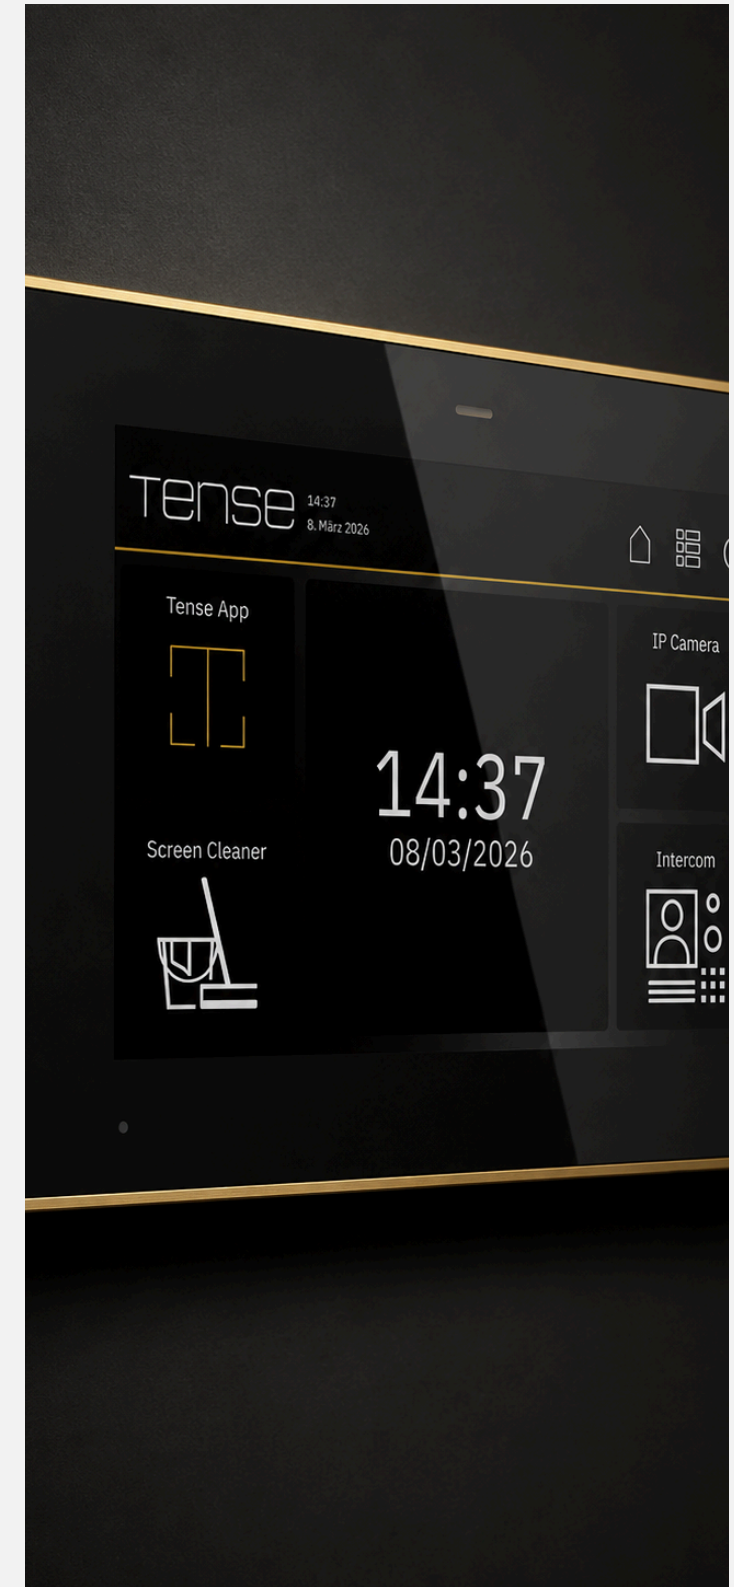 Tense
14:37
8. März 2026
Tense App
14:37
08/03/2026
IP Camera
Screen Cleaner
Intercom